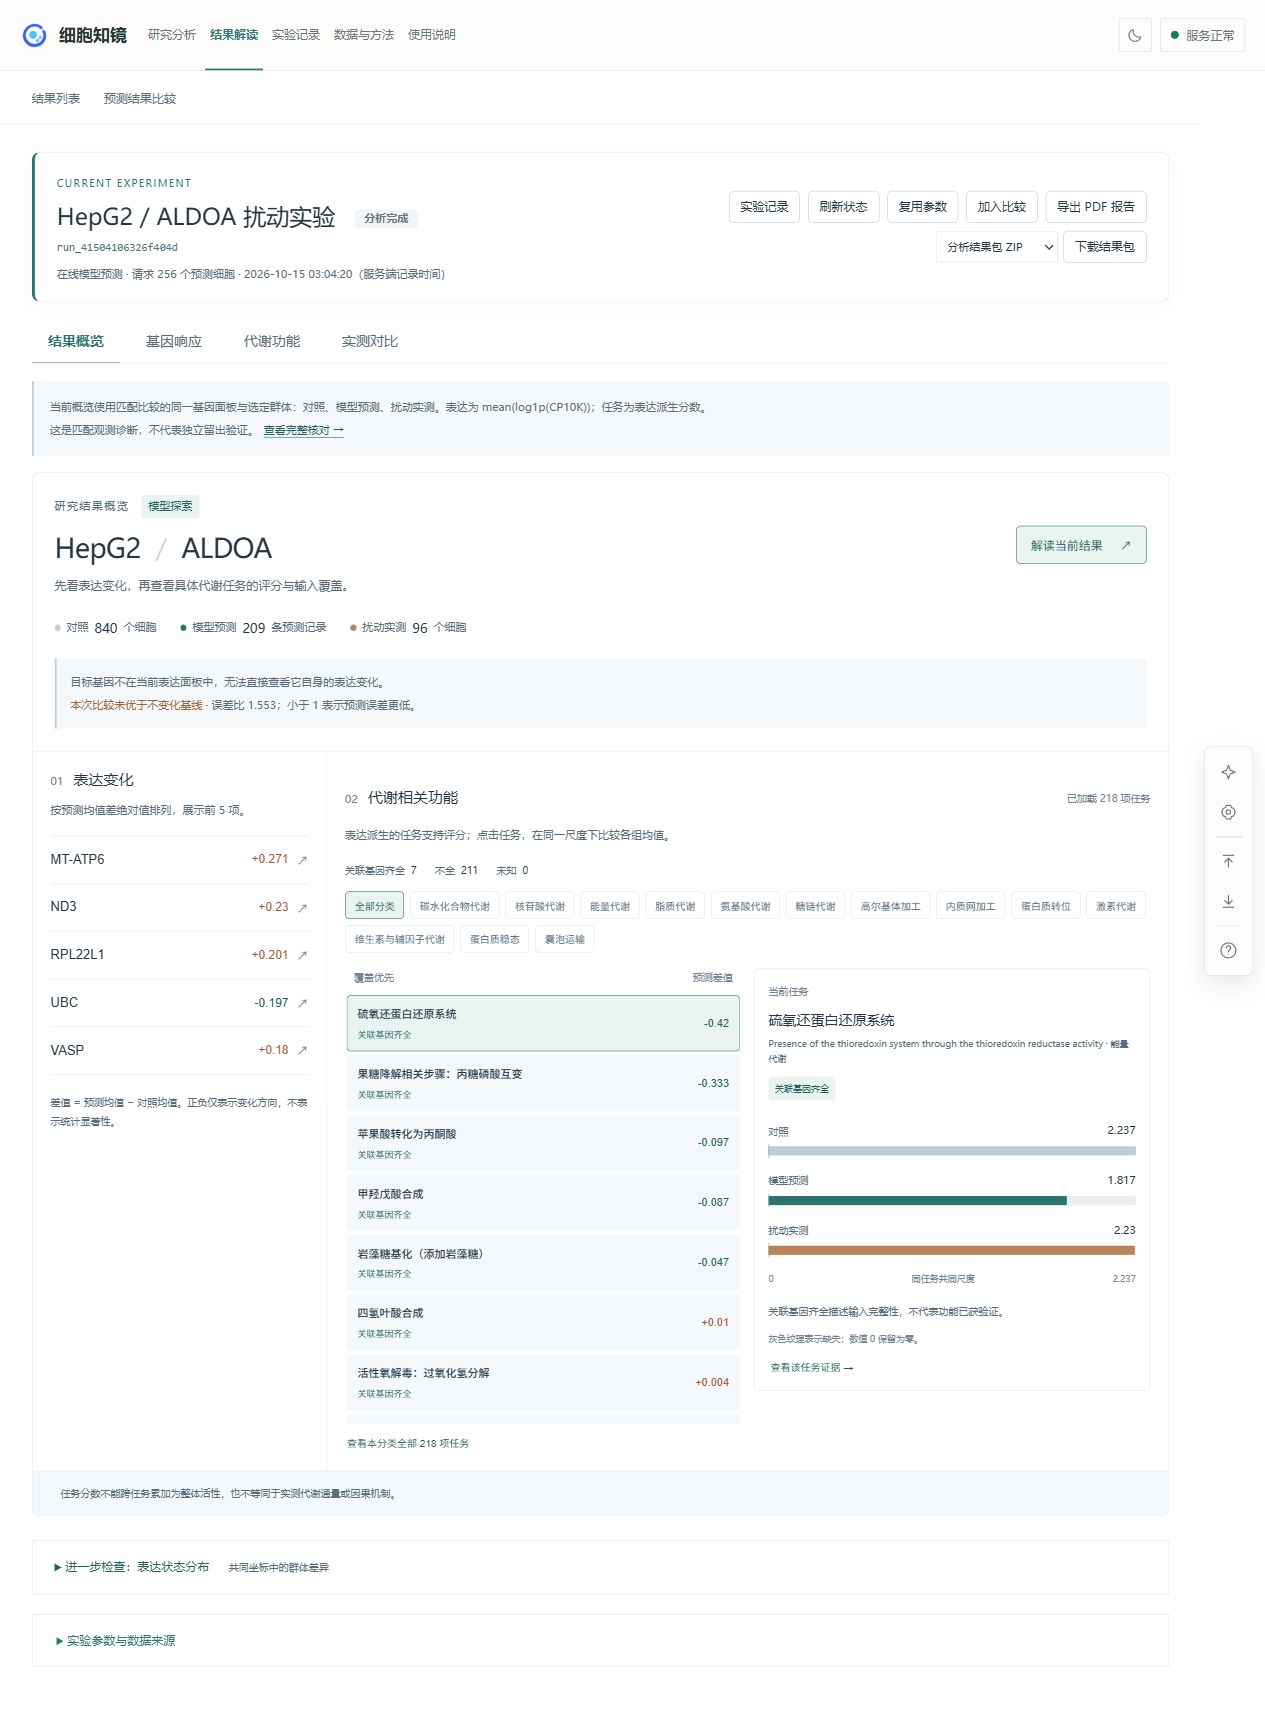 细胞知镜 研究分析 结果解读 实验记录 数据与方法 使用说明 服务正常
结果列表 预测结果比较
CURRENT EXPERIMENT
HepG2 / ALDOA 扰动实验 分析完成
run_41504106326f404d
在线模型预测 · 请求 256 个预测细胞 · 2026-10-15 03:04:20（服务端记录时间）
实验记录 刷新状态 复用参数 加入比较 导出 PDF 报告
分析结果包 ZIP 下载结果包
结果概览 基因响应 代谢功能 实测对比
当前概览使用匹配比较的同一基因面板与选定群体：对照、模型预测、扰动实测。表达为 mean(log1p(CP10K))；任务为表达派生分数。
这是匹配观测诊断，不代表独立留出验证。 查看完整核对 →
研究结果概览 模型探索
HepG2 / ALDOA
解读当前结果 ↗
先看表达变化，再查看具体代谢任务的评分与输入覆盖。
对照 840 个细胞 模型预测 209 条预测记录 扰动实测 96 个细胞
目标基因不在当前表达面板中，无法直接查看它自身的表达变化。
本次比较未优于不变化基线 · 误差比 1.553；小于 1 表示预测误差更低。
01 表达变化
按预测均值差绝对值排列，展示前 5 项。
MT-ATP6 +0.271 ↗
ND3 +0.23 ↗
RPL22L1 +0.201 ↗
UBC -0.197 ↗
VASP +0.18 ↗
差值 = 预测均值 − 对照均值。正负仅表示变化方向，不表
示统计显著性。
02 代谢相关功能 已加载 218 项任务
表达派生的任务支持评分；点击任务，在同一尺度下比较各组均值。
关联基因齐全 7 不全 211 未知 0
全部分类 碳水化合物代谢 核苷酸代谢 能量代谢 脂质代谢 氨基酸代谢 糖链代谢 高尔基体加工 内质网加工 蛋白质转位 激素代谢
维生素与辅因子代谢 蛋白质稳态 囊泡运输
覆盖优先 预测差值
硫氧还蛋白还原系统
关联基因齐全
-0.42
果糖降解相关步骤：丙糖磷酸互变
关联基因齐全
-0.333
苹果酸转化为丙酮酸
关联基因齐全
-0.097
甲羟戊酸合成
关联基因齐全
-0.087
岩藻糖基化（添加岩藻糖）
关联基因齐全
-0.047
四氢叶酸合成
关联基因齐全
+0.01
活性氧解毒：过氧化氢分解
关联基因齐全
+0.004
查看本分类全部 218 项任务
当前任务
硫氧还蛋白还原系统
Presence of the thioredoxin system through the thioredoxin reductase activity · 能量
代谢
关联基因齐全
对照 2.237
模型预测 1.817
扰动实测 2.23
0 同任务共同尺度 2.237
关联基因齐全描述输入完整性，不代表功能已获验证。
灰色纹理表示缺失；数值 0 保留为零。
查看该任务证据 →
任务分数不能跨任务累加为整体活性，也不等同于实测代谢通量或因果机制。
▶ 进一步检查：表达状态分布 共同坐标中的群体差异
▶ 实验参数与数据来源